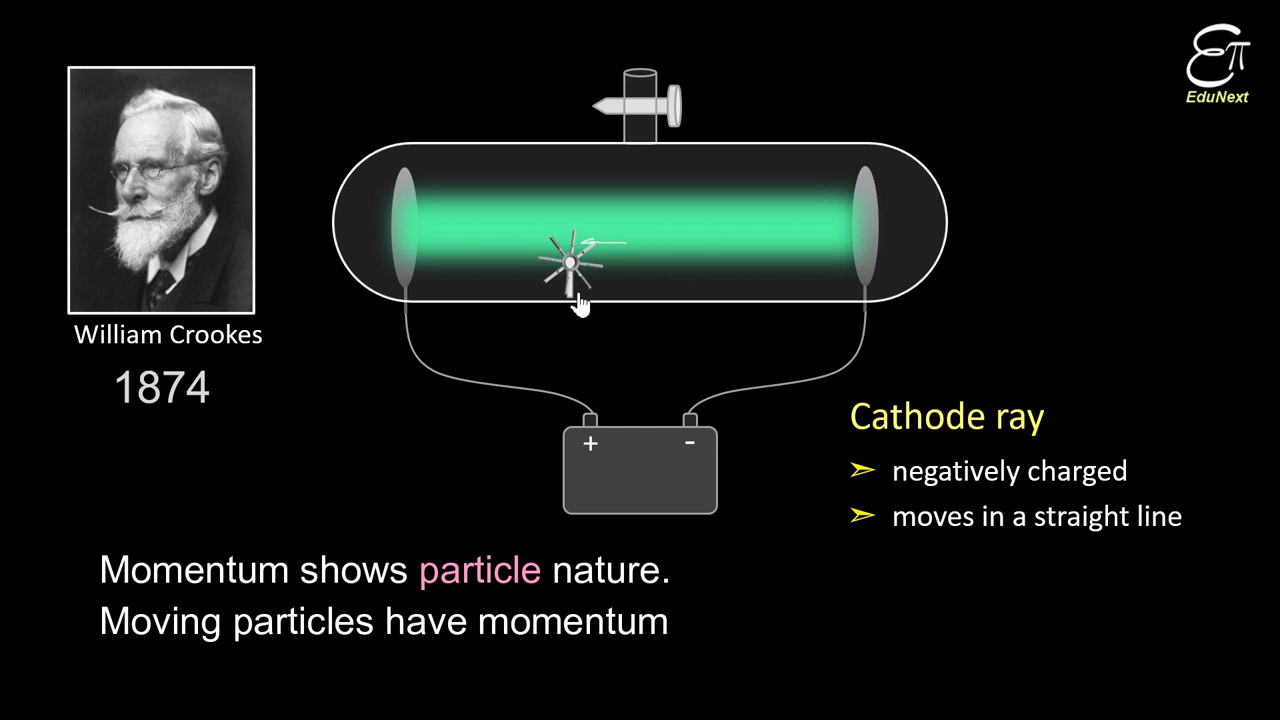 επ
EduNext
William Crookes
1874
+ -
Cathode ray
➢ negatively charged
➢ moves in a straight line
Momentum shows particle nature.
Moving particles have momentum